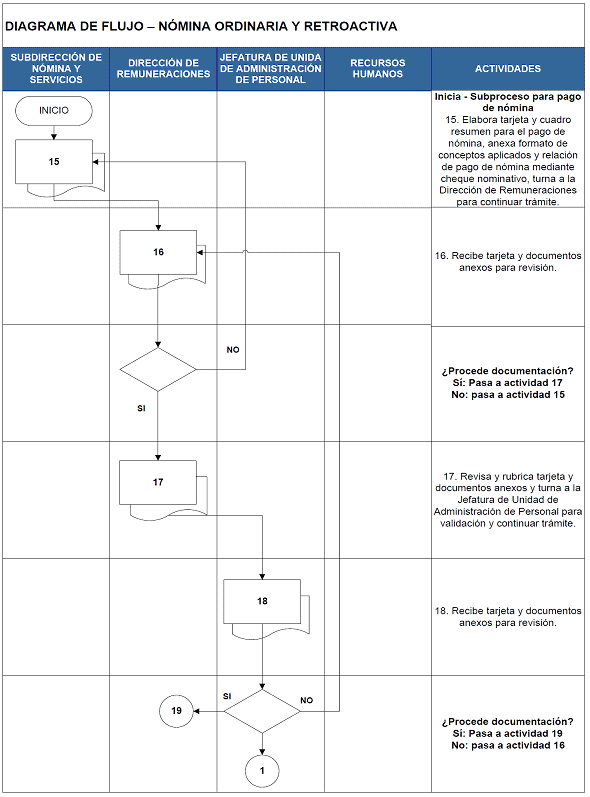 DIAGRAMA DE FLUJO – NÓMINA ORDINARIA Y RETROACTIVA
SUBDIRECCIÓN DE
NÓMINA Y
SERVICIOS
DIRECCIÓN DE
REMUNERACIONES
JEFATURA DE UNIDA
DE ADMINISTRACIÓN
DE PERSONAL
RECURSOS
HUMANOS
ACTIVIDADES
INICIO
15
Inicia - Subproceso para pago
de nómina
15. Elabora tarjeta y cuadro
resumen para el pago de
nómina, anexa formato de
conceptos aplicados y relación
de pago de nómina mediante
cheque nominativo, turna a la
Dirección de Remuneraciones
para continuar trámite.
16
16. Recibe tarjeta y documentos
anexos para revisión.
NO
SI
¿Procede documentación?
Sí: Pasa a actividad 17
No: pasa a actividad 15
17
17. Revisa y rubrica tarjeta y
documentos anexos y turna a la
Jefatura de Unidad de
Administración de Personal para
validación y continuar trámite.
18
18. Recibe tarjeta y documentos
anexos para revisión.
SI
NO
19
1
¿Procede documentación?
Sí: Pasa a actividad 19
No: pasa a actividad 16